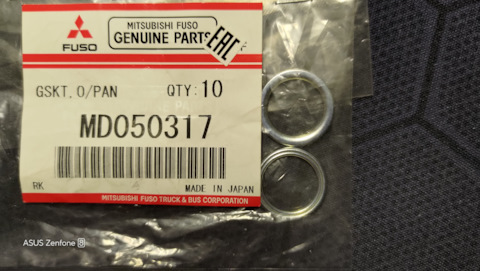 FUSO
MITSUBISHI FUSO
GENUINE PARTS
EAC
GSKT, O/PAN QTY: 10
MD050317
RK MADE IN JAPAN
MITSUBISHI FUSO TRUCK & BUS CORPORATION
ASUS Zenfone 8